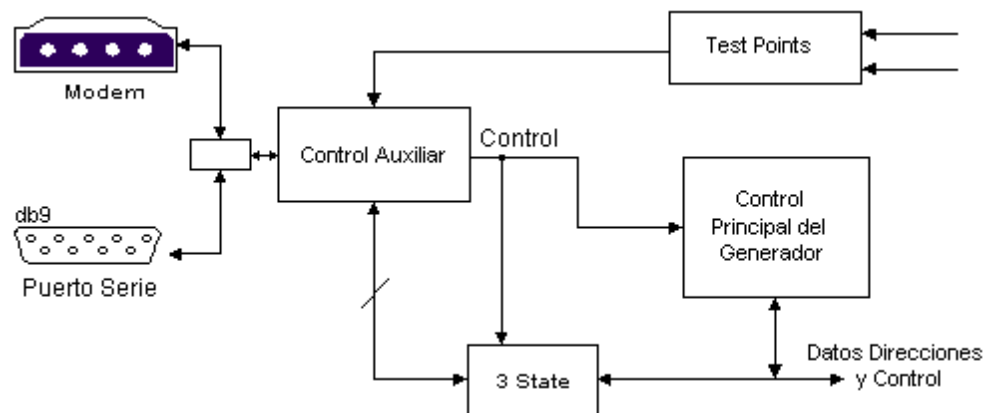 Modem
Test Points
Control Auxiliar
Control
Control
Principal del
Generador
db9
Puerto Serie
3 State
Datos Direcciones
y Control